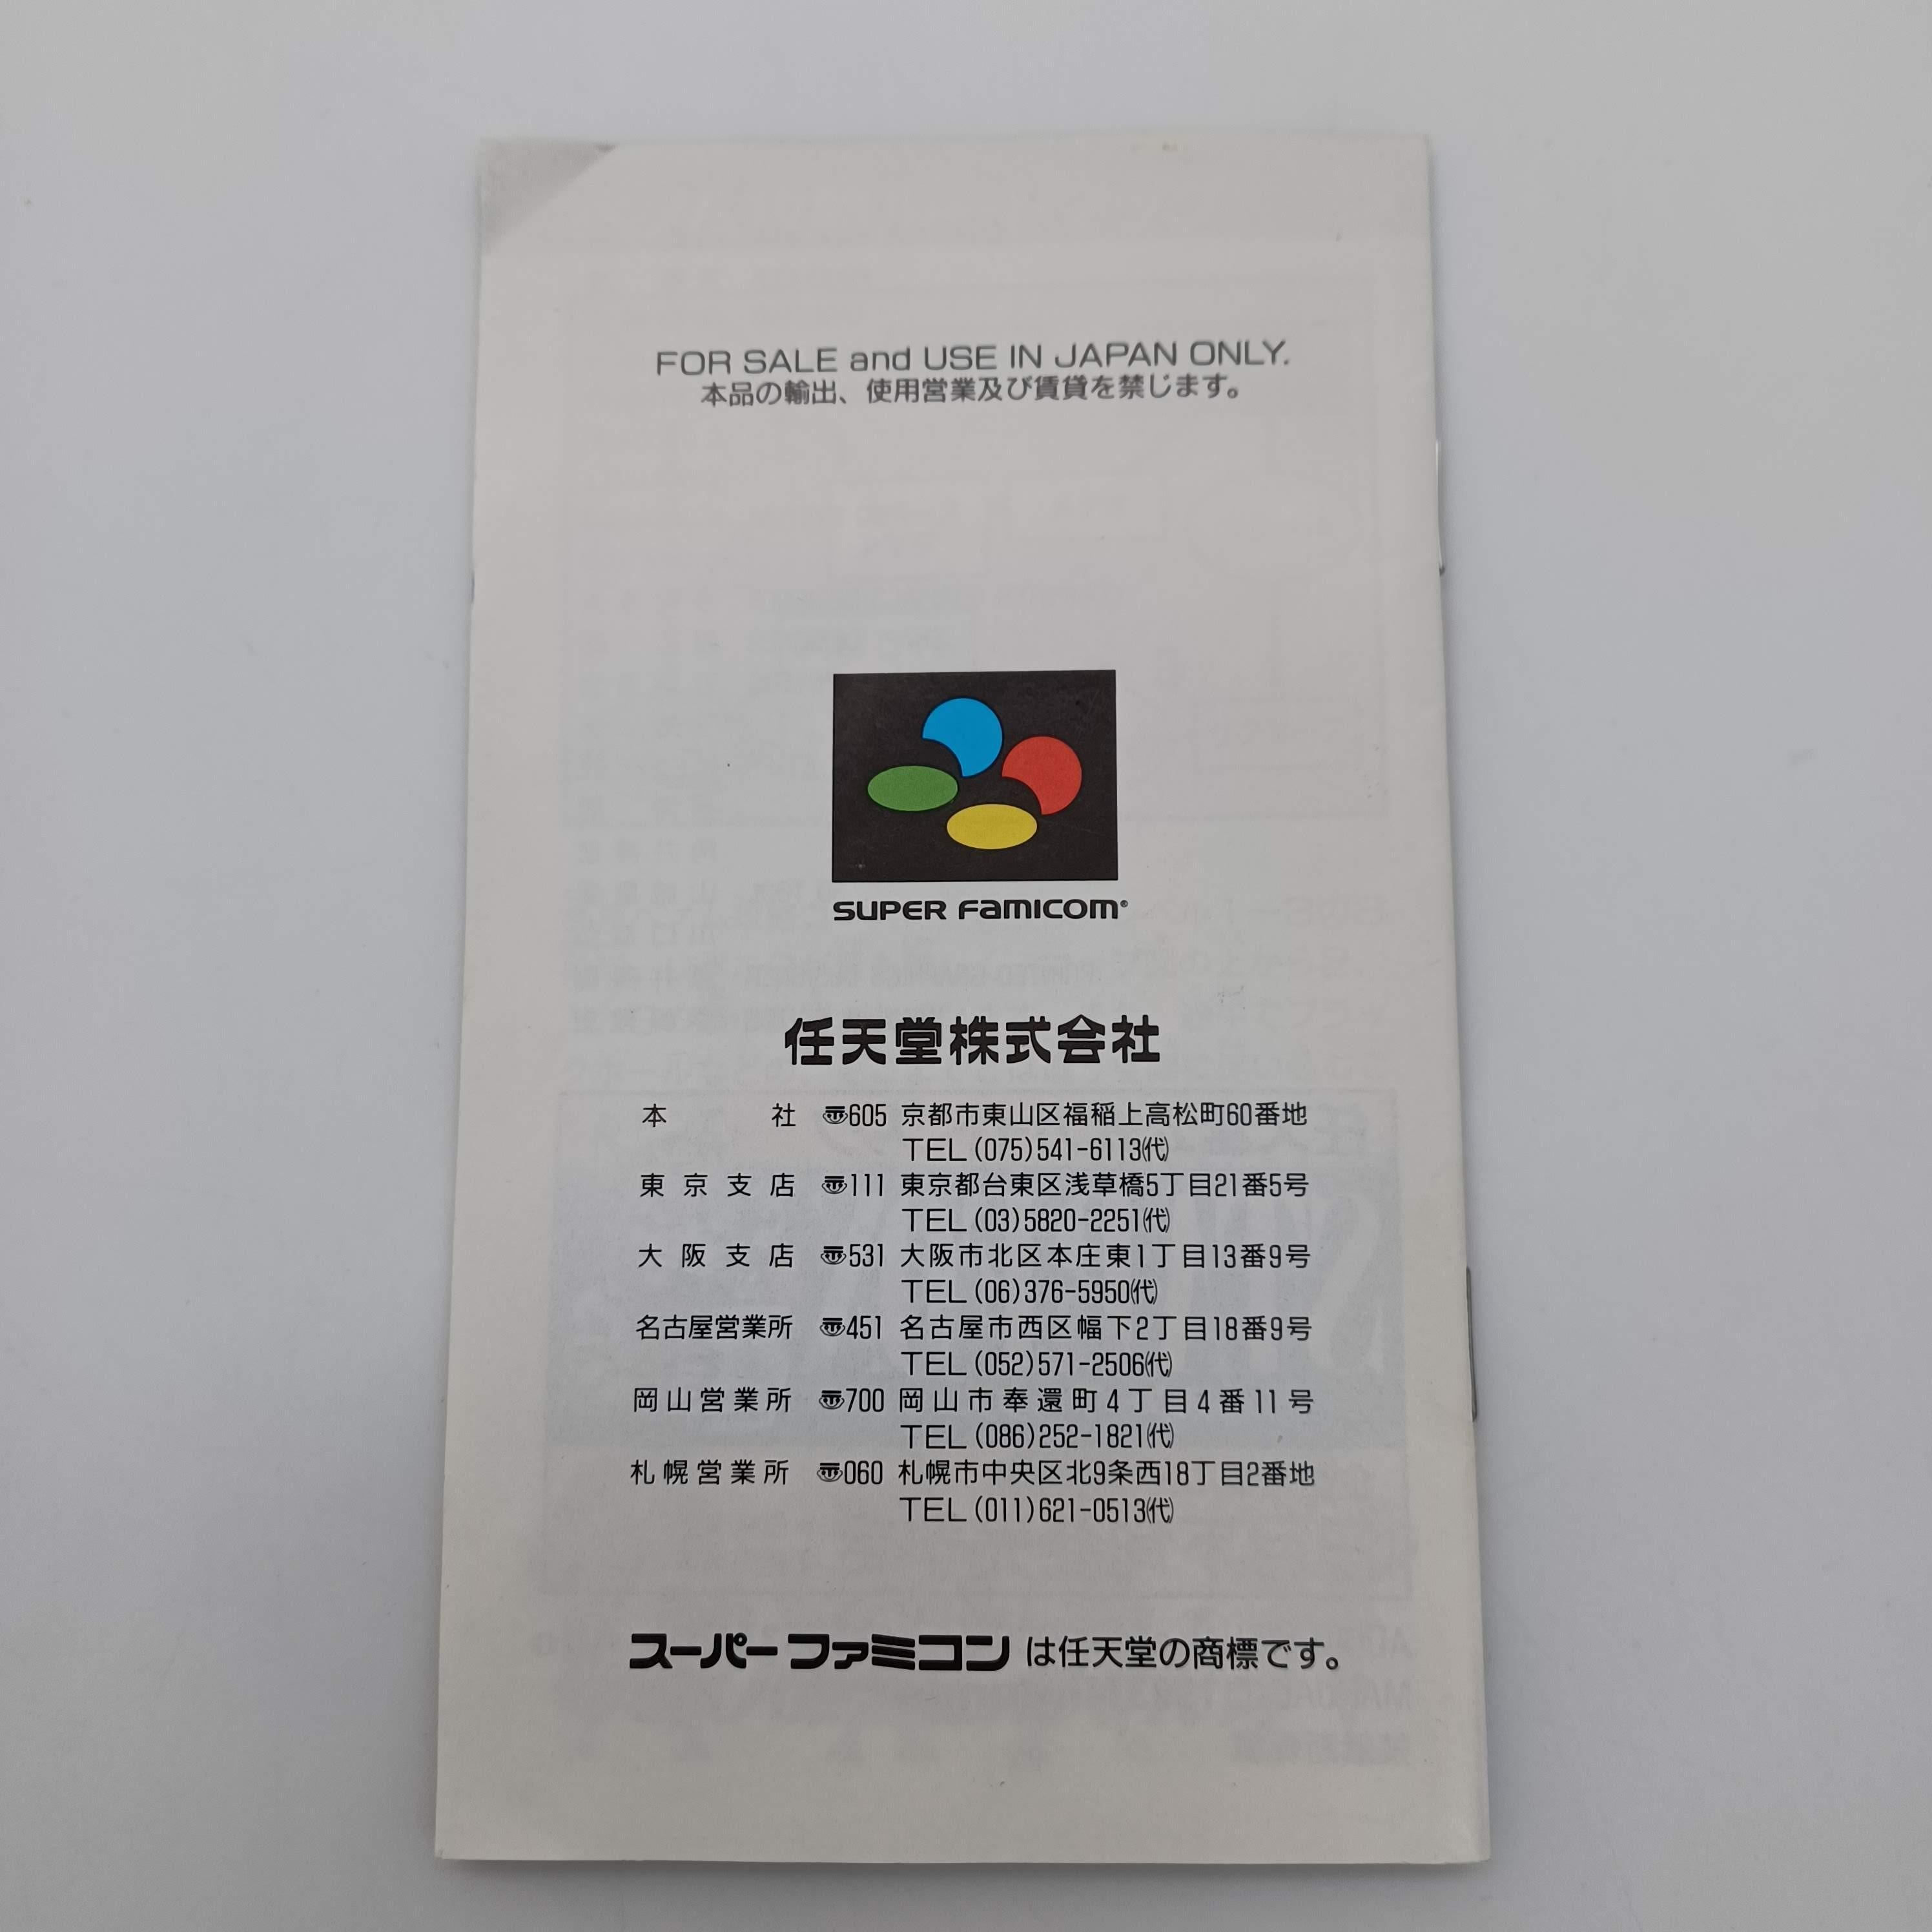 FOR SALE and USE IN JAPAN ONLY.
本品の輸出、使用営業及び賃貸を禁じます。
SUPER FAMICOM®
任天堂株式会社
本社 〠605 京都市東山区福稲上高松町60番地
TEL(075)541-6113㈹
東京支店 〠111 東京都台東区浅草橋5丁目21番5号
TEL(03)5820-2251㈹
大阪支店 〠531 大阪市北区本庄東1丁目13番9号
TEL(06)376-5950㈹
名古屋営業所 〠451 名古屋市西区幅下2丁目18番9号
TEL(052)571-2506㈹
岡山営業所 〠700 岡山市奉還町4丁目4番11号
TEL(086)252-1821㈹
札幌営業所 〠060 札幌市中央区北9条西18丁目2番地
TEL(011)621-0513㈹
スーパーファミコンは任天堂の商標です。